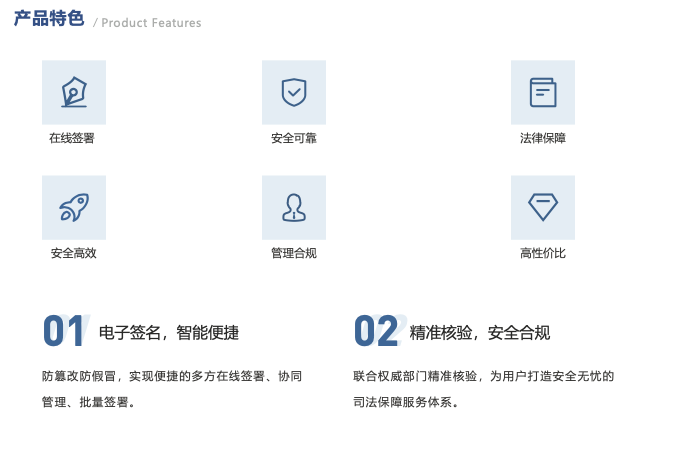 产品特色 / Product Features
在线签署 安全可靠 法律保障
安全高效 管理合规 高性价比
01 电子签名，智能便捷
防篡改防假冒，实现便捷的多方在线签署、协同
管理、批量签署。
02 精准核验，安全合规
联合权威部门精准核验，为用户打造安全无忧的
司法保障服务体系。